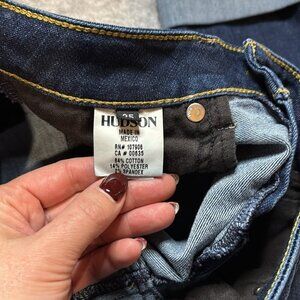 HUDSON
MADE IN
MEXICO
RN# 107906
CA # 00635
84% COTTON
14% POLYESTER
2% SPANDEX